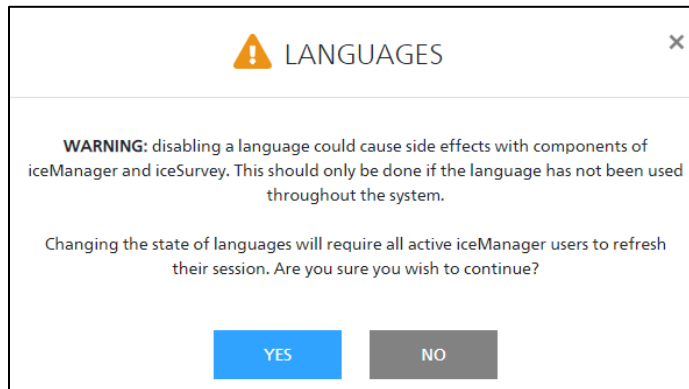 LANGUAGES
×
WARNING: disabling a language could cause side effects with components of
iceManager and iceSurvey. This should only be done if the language has not been used
throughout the system.
Changing the state of languages will require all active iceManager users to refresh
their session. Are you sure you wish to continue?
YES
NO